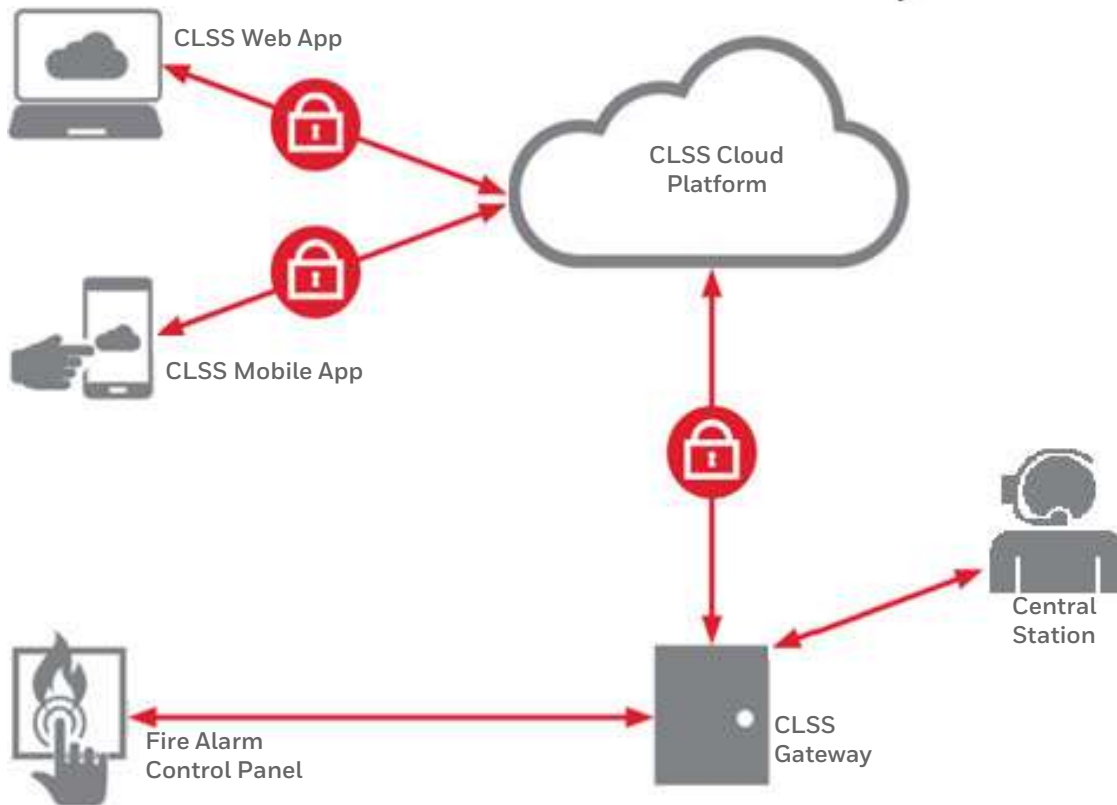 CLSS Web App
CLSS Cloud
Platform
CLSS Mobile App
Central
Station
Fire Alarm
Control Panel
CLSS
Gateway